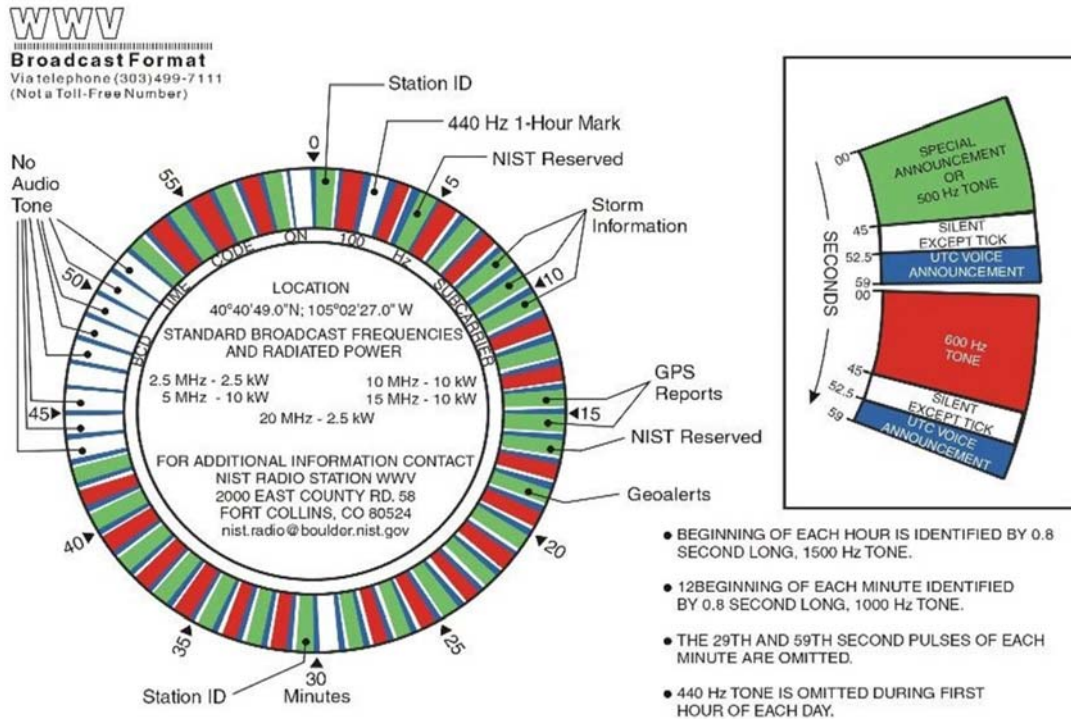 WWV
Broadcast Format
Via telephone (303) 499-7111
(Not a Toll-Free Number)
Station ID
440 Hz 1-Hour Mark
NIST Reserved
Storm
Information
GPS
Reports
NIST Reserved
Geoalerts
No
Audio
Tone
Station ID
Minutes
0
5
10
15
20
25
30
35
40
45
50
55
BCD TIME CODE ON 100 Hz SUBCARRIER
LOCATION
40°40'49.0"N; 105°02'27.0" W
STANDARD BROADCAST FREQUENCIES
AND RADIATED POWER
2.5 MHz - 2.5 kW
10 MHz - 10 kW
5 MHz - 10 kW
15 MHz - 10 kW
20 MHz - 2.5 kW
FOR ADDITIONAL INFORMATION CONTACT
NIST RADIO STATION WWV
2000 EAST COUNTY RD. 58
FORT COLLINS, CO 80524
nist.radio@boulder.nist.gov
SECONDS
00
SPECIAL
ANNOUNCEMENT
OR
500 Hz TONE
45
SILENT
EXCEPT TICK
52.5
UTC VOICE
ANNOUNCEMENT
59
00
600 Hz
TONE
45
SILENT
EXCEPT TICK
52.5
UTC VOICE
ANNOUNCEMENT
59
• BEGINNING OF EACH HOUR IS IDENTIFIED BY 0.8
SECOND LONG, 1500 Hz TONE.
• 12BEGINNING OF EACH MINUTE IDENTIFIED
BY 0.8 SECOND LONG, 1000 Hz TONE.
• THE 29TH AND 59TH SECOND PULSES OF EACH
MINUTE ARE OMITTED.
• 440 Hz TONE IS OMITTED DURING FIRST
HOUR OF EACH DAY.